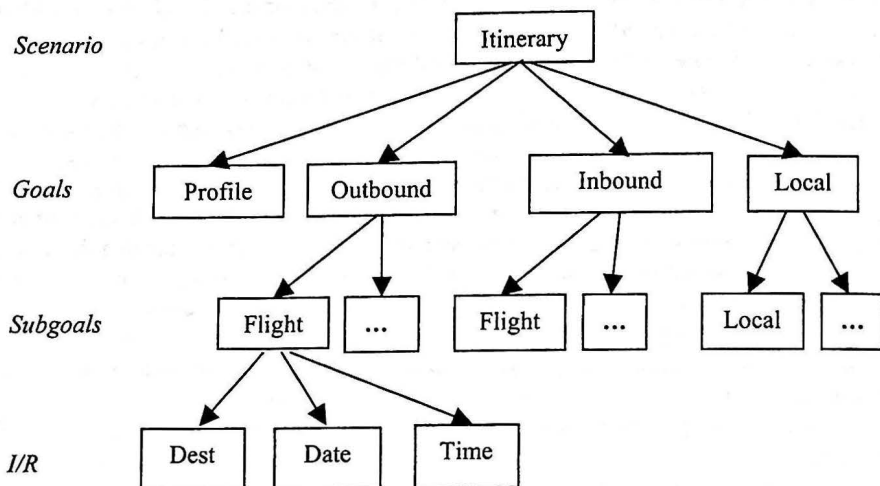 Scenario Itinerary
Goals Profile Outbound Inbound Local
Subgoals Flight ... Flight ... Local ...
I/R Dest Date Time